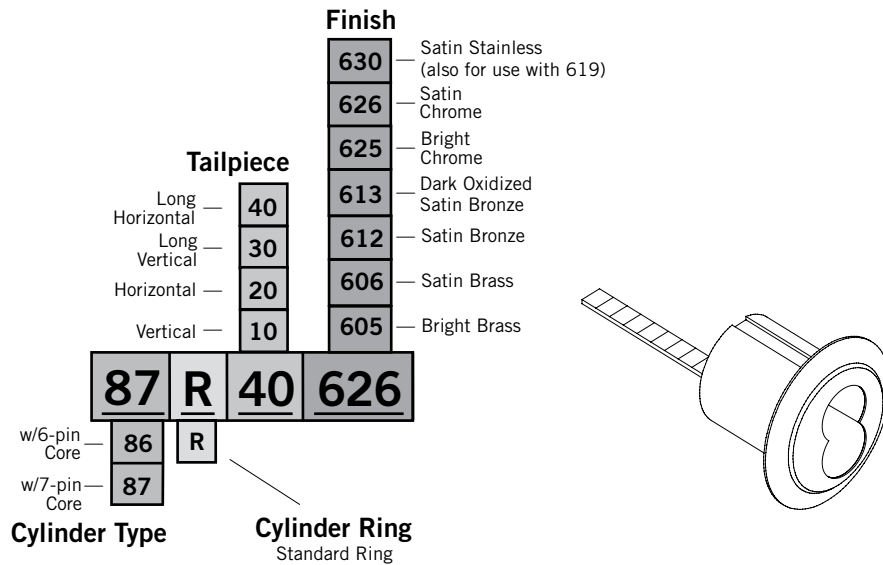 Finish
630
Satin Stainless
(also for use with 619)
626
Satin
Chrome
625
Bright
Chrome
613
Dark Oxidized
Satin Bronze
612
Satin Bronze
606
Satin Brass
605
Bright Brass
Tailpiece
Long
Horizontal
40
Long
Vertical
30
Horizontal
20
Vertical
10
87 R 40 626
w/6-pin
Core
86
R
w/7-pin
Core
87
Cylinder Type
Cylinder Ring
Standard Ring